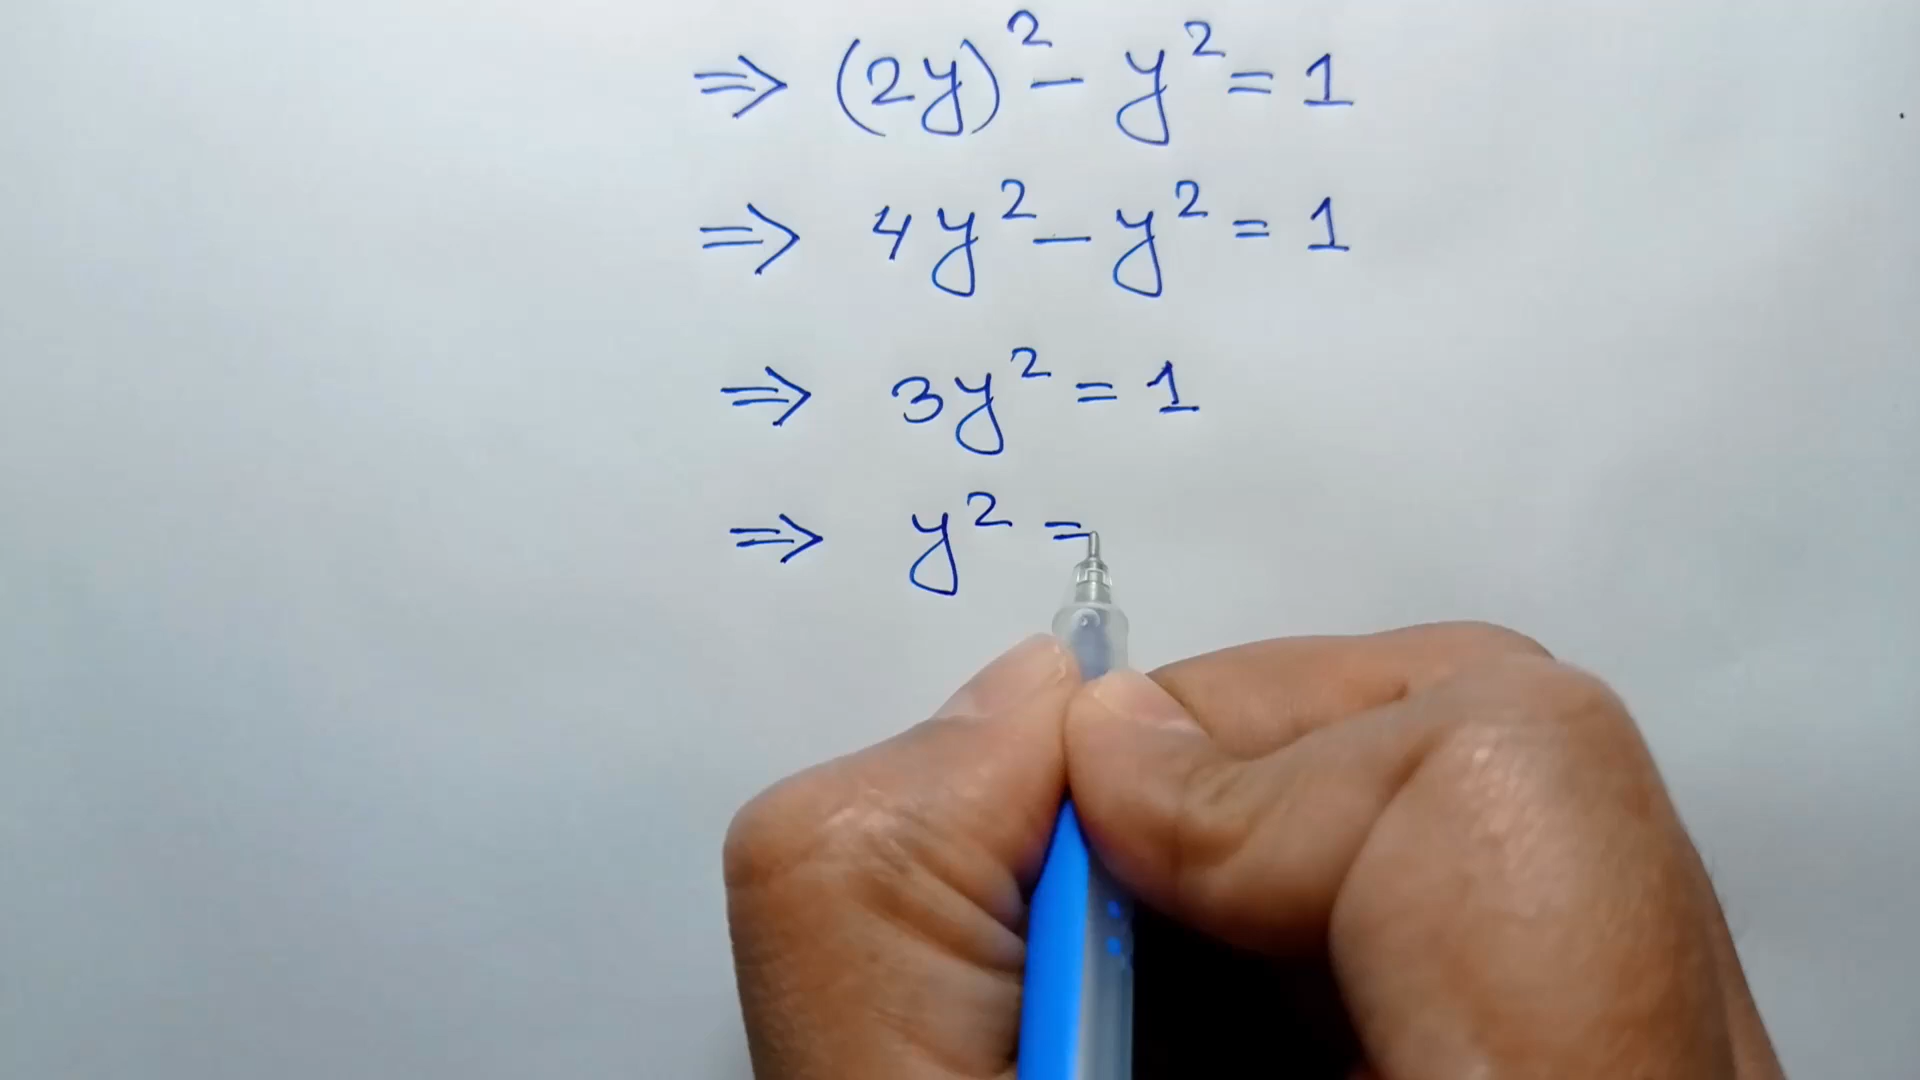 ⇒ (2y)² - y² = 1
⇒ 4y² - y² = 1
⇒ 3y² = 1
⇒ y² =